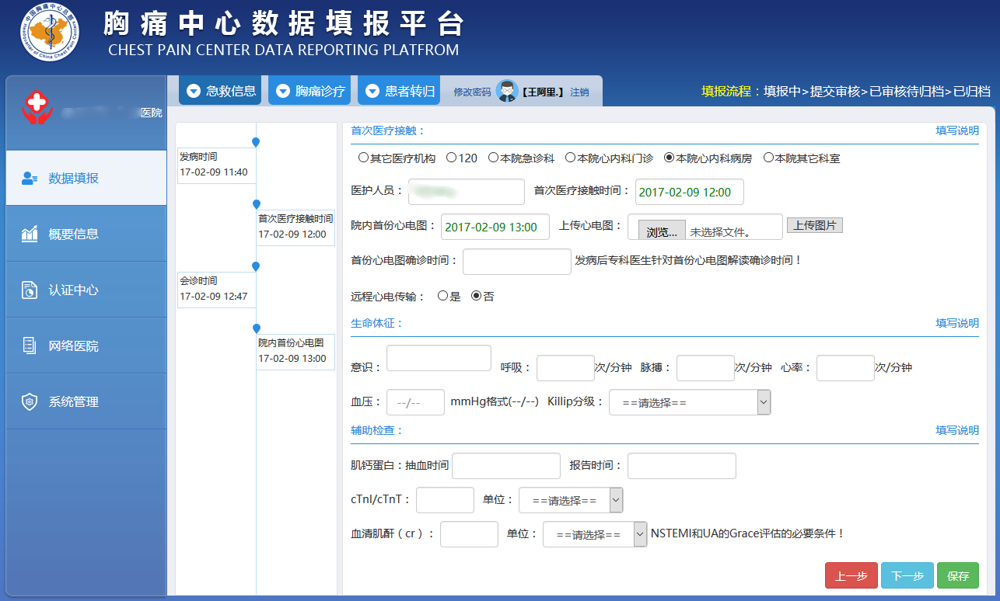 中国胸痛中心总部
Headquarter of China Chest Pain Centers
胸痛中心数据填报平台
CHEST PAIN CENTER DATA REPORTING PLATFROM
医院
急救信息 胸痛诊疗 患者转归 修改密码 【王阿里.】 注销
填报流程：填报中>提交审核>已审核待归档>已归档
数据填报
概要信息
认证中心
网络医院
系统管理
发病时间
17-02-09 11:40
首次医疗接触时间
17-02-09 12:00
会诊时间
17-02-09 12:47
院内首份心电图
17-02-09 13:00
首次医疗接触： 填写说明
其它医疗机构 120 本院急诊科 本院心内科门诊 本院心内科病房 本院其它科室
医护人员： 首次医疗接触时间： 2017-02-09 12:00
院内首份心电图： 2017-02-09 13:00 上传心电图： 浏览... 未选择文件。 上传图片
首份心电图确诊时间： 发病后专科医生针对首份心电图解读确诊时间！
远程心电传输： 是 否
生命体征： 填写说明
意识： 呼吸： 次/分钟 脉搏： 次/分钟 心率： 次/分钟
血压： --/-- mmHg格式(--/--) Killip分级： ==请选择==
辅助检查： 填写说明
肌钙蛋白：抽血时间 报告时间：
cTnI/cTnT： 单位： ==请选择==
血清肌酐（cr）： 单位： ==请选择== NSTEMI和UA的Grace评估的必要条件！
上一步 下一步 保存